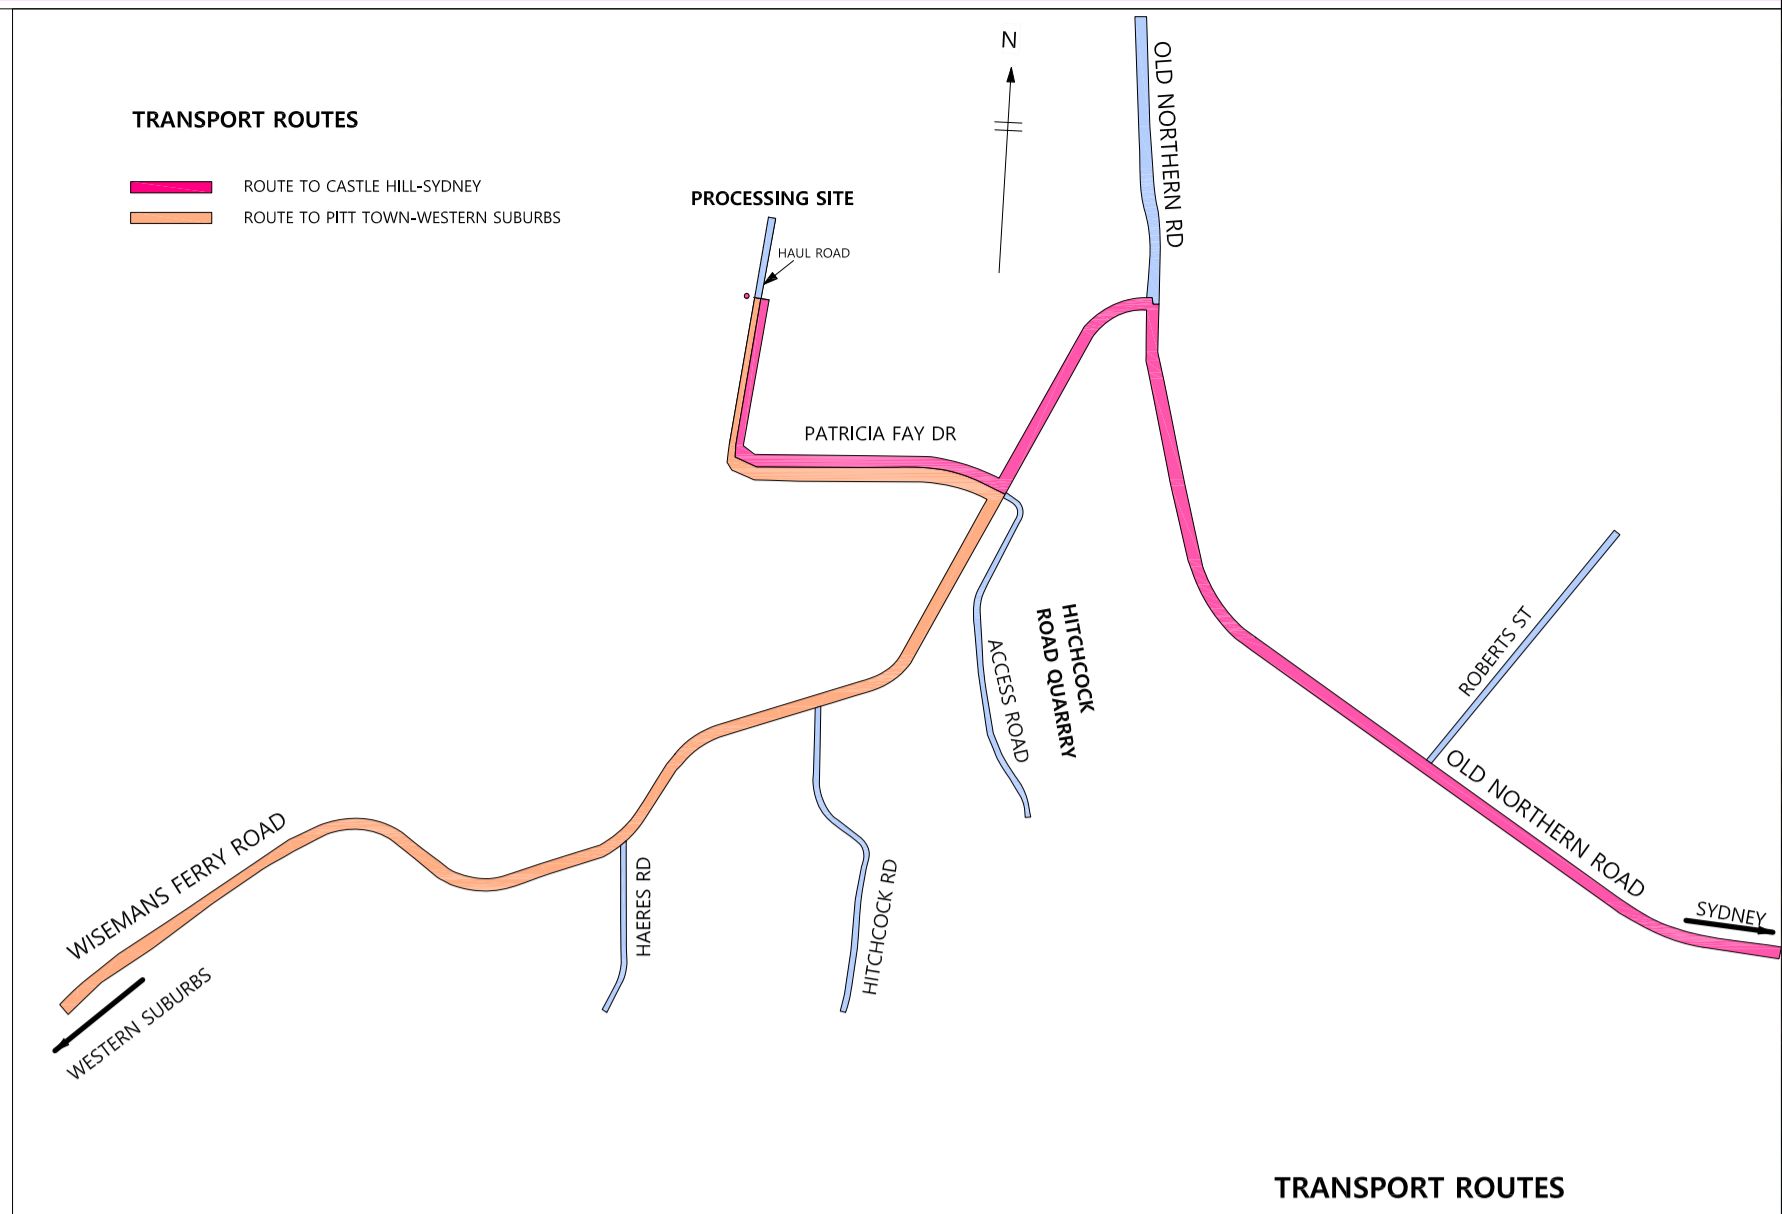 N
OLD NORTHERN RD
TRANSPORT ROUTES
ROUTE TO CASTLE HILL-SYDNEY
ROUTE TO PITT TOWN-WESTERN SUBURBS
PROCESSING SITE
HAUL ROAD
PATRICIA FAY DR
HITCHCOCK
ROAD QUARRRY
ACCESS ROAD
ROBERTS ST
OLD NORTHERN ROAD
SYDNEY
WISEMANS FERRY ROAD
WESTERN SUBURBS
HAERES RD
HITCHCOCK RD
TRANSPORT ROUTES